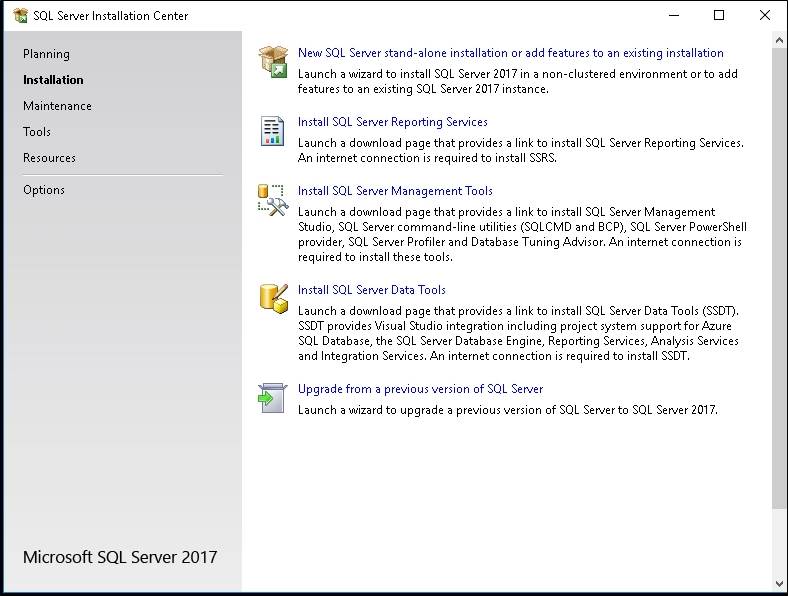 SQL Server Installation Center
Planning
Installation
Maintenance
Tools
Resources
Options
Microsoft SQL Server 2017
New SQL Server stand-alone installation or add features to an existing installation
Launch a wizard to install SQL Server 2017 in a non-clustered environment or to add
features to an existing SQL Server 2017 instance.
Install SQL Server Reporting Services
Launch a download page that provides a link to install SQL Server Reporting Services.
An internet connection is required to install SSRS.
Install SQL Server Management Tools
Launch a download page that provides a link to install SQL Server Management
Studio, SQL Server command-line utilities (SQLCMD and BCP), SQL Server PowerShell
provider, SQL Server Profiler and Database Tuning Advisor. An internet connection is
required to install these tools.
Install SQL Server Data Tools
Launch a download page that provides a link to install SQL Server Data Tools (SSDT).
SSDT provides Visual Studio integration including project system support for Azure
SQL Database, the SQL Server Database Engine, Reporting Services, Analysis Services
and Integration Services. An internet connection is required to install SSDT.
Upgrade from a previous version of SQL Server
Launch a wizard to upgrade a previous version of SQL Server to SQL Server 2017.